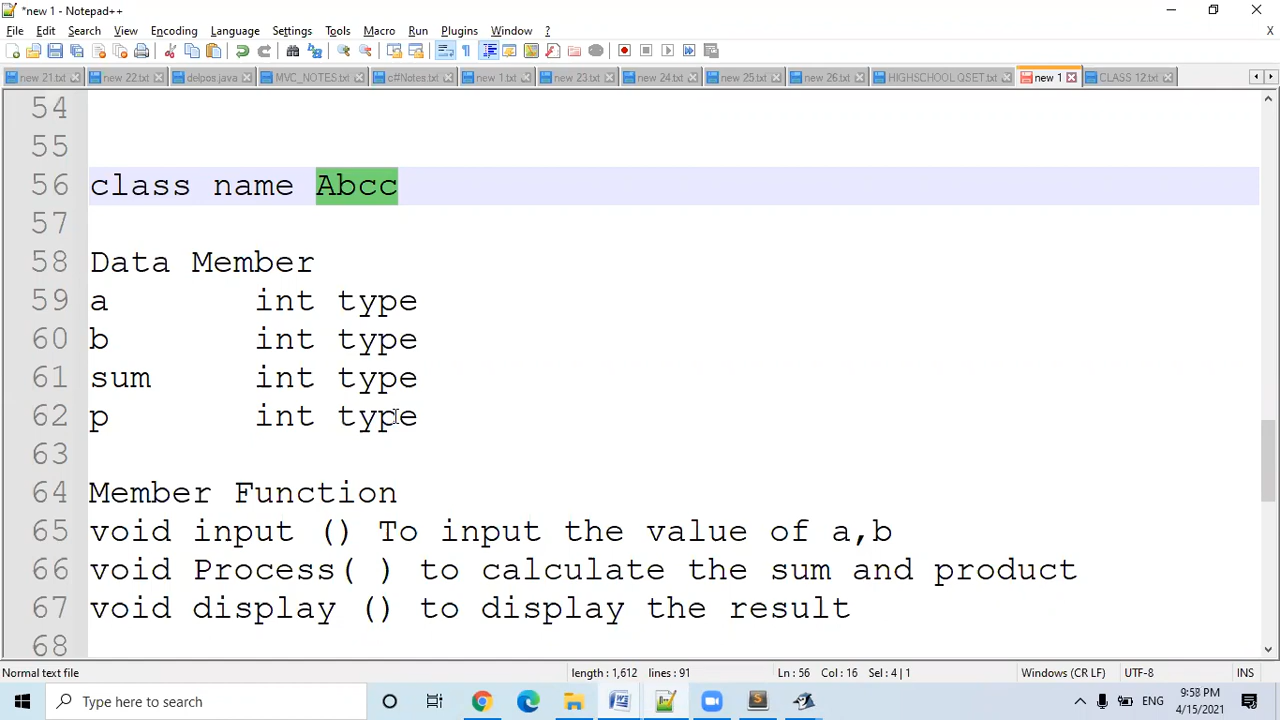 *new 1 - Notepad++
File Edit Search View Encoding Language Settings Tools Macro Run Plugins Window ?
X
new 21.txt new 22.txt delpos.java MVC_NOTES.txt c#Notes.txt new 1.txt new 23.txt new 24.txt new 25.txt new 26.txt HIGHSCHOOL QSET.txt new 1 CLASS 12.txt
54
55
56 class name Abcc
57
58 Data Member
59 a int type
60 b int type
61 sum int type
62 p int type
63
64 Member Function
65 void input () To input the value of a,b
66 void Process( ) to calculate the sum and product
67 void display () to display the result
68
Normal text file length : 1,612 lines : 91 Ln : 56 Col : 16 Sel : 4 | 1 Windows (CR LF) UTF-8 INS
Type here to search ENG 9:58 PM
4/15/2021